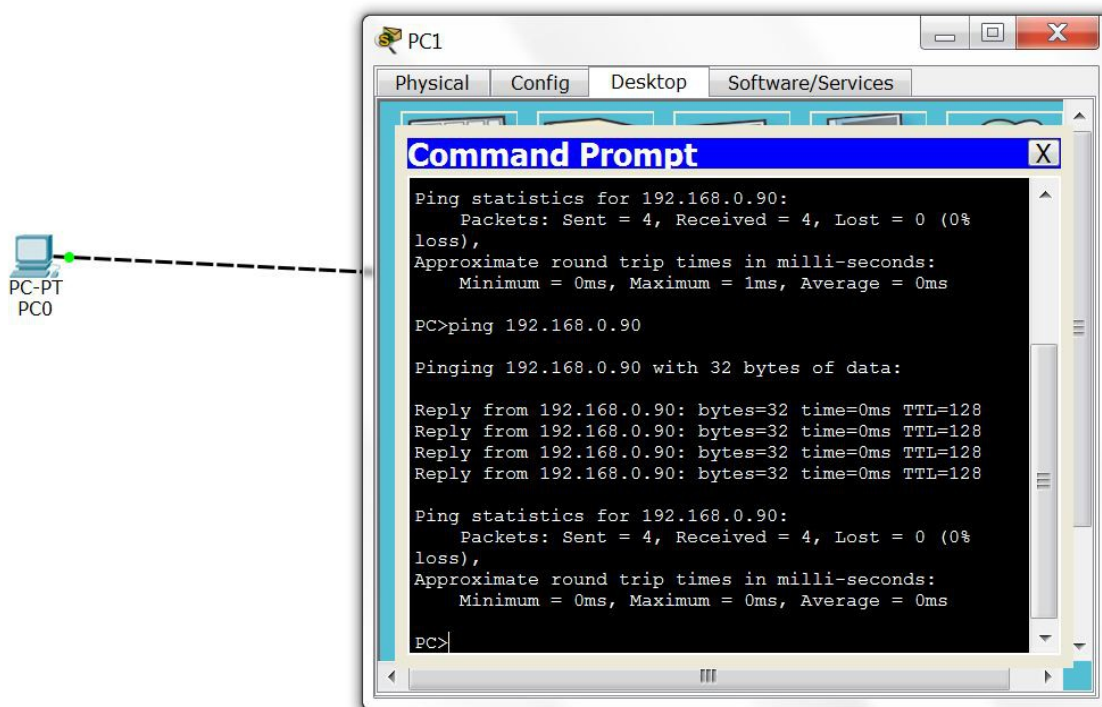 PC1
Physical Config Desktop Software/Services
Command Prompt X
Ping statistics for 192.168.0.90:
Packets: Sent = 4, Received = 4, Lost = 0 (0%
loss),
Approximate round trip times in milli-seconds:
Minimum = 0ms, Maximum = 1ms, Average = 0ms
PC>ping 192.168.0.90
Pinging 192.168.0.90 with 32 bytes of data:
Reply from 192.168.0.90: bytes=32 time=0ms TTL=128
Reply from 192.168.0.90: bytes=32 time=0ms TTL=128
Reply from 192.168.0.90: bytes=32 time=0ms TTL=128
Reply from 192.168.0.90: bytes=32 time=0ms TTL=128
Ping statistics for 192.168.0.90:
Packets: Sent = 4, Received = 4, Lost = 0 (0%
loss),
Approximate round trip times in milli-seconds:
Minimum = 0ms, Maximum = 0ms, Average = 0ms
PC>
PC-PT
PC0